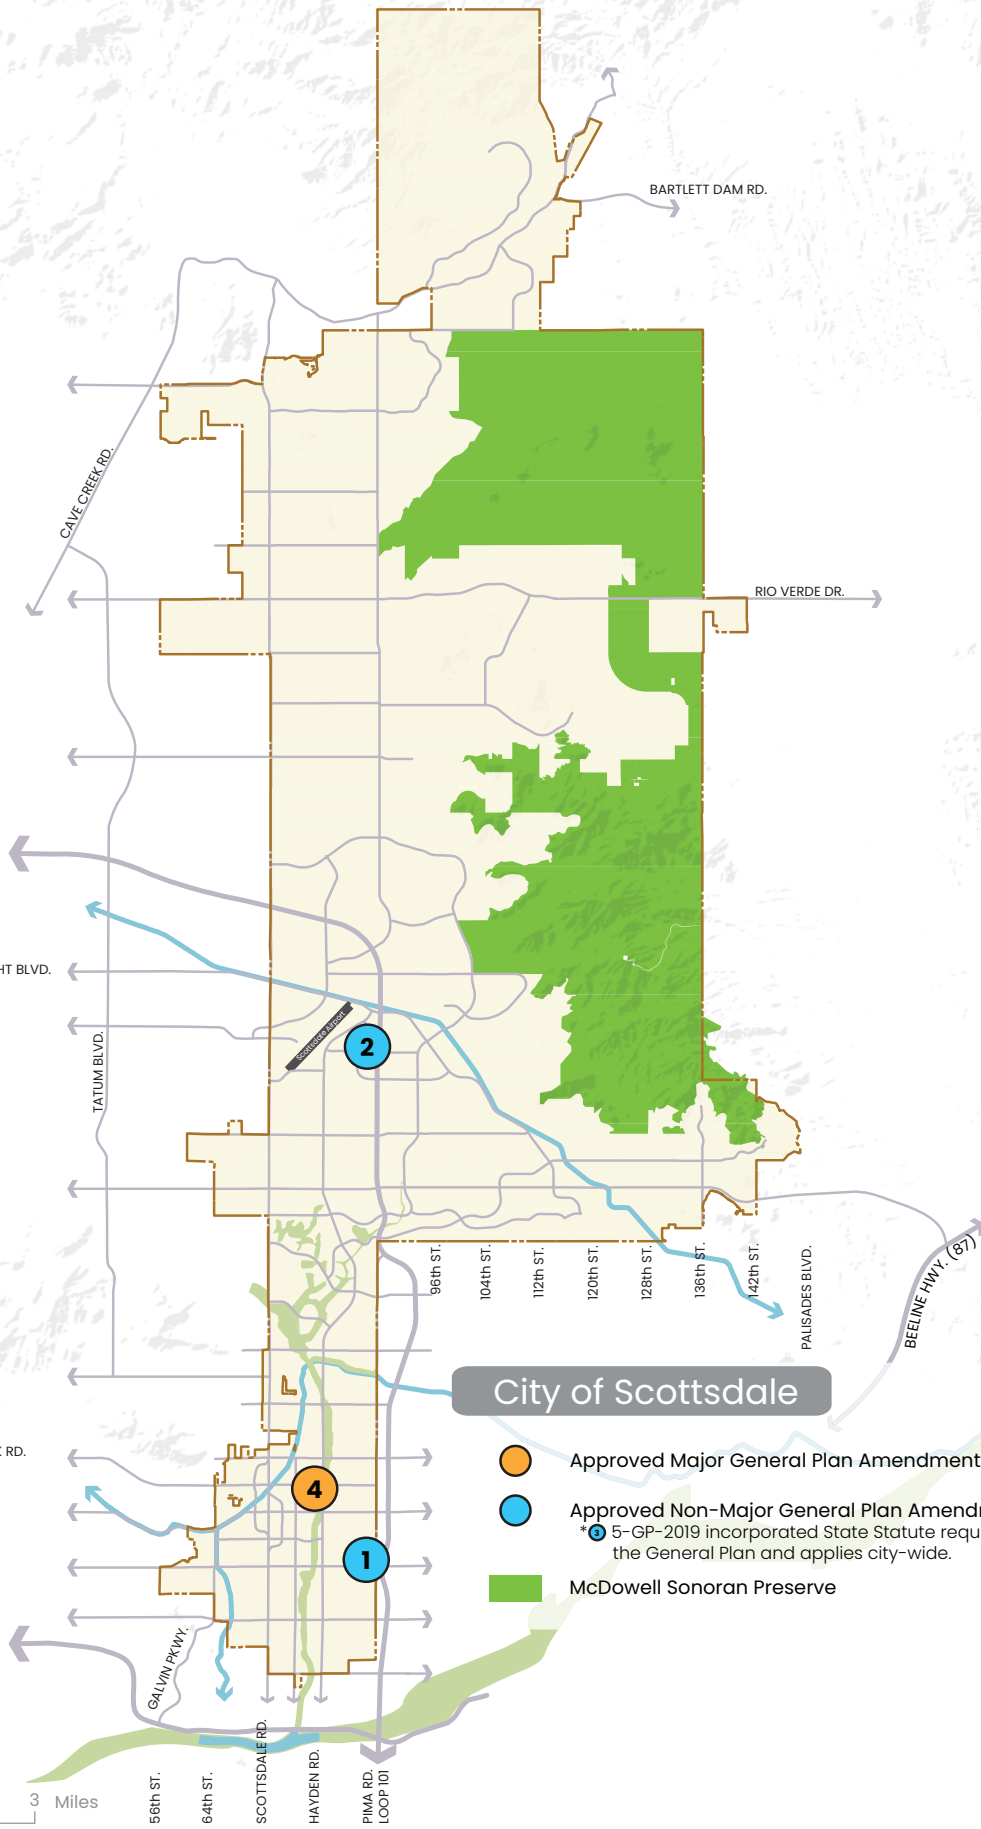 BARTLETT DAM RD.
CAVE CREEK RD.
RIO VERDE DR.
HT BLVD.
Scottsdale Airport
2
TATUM BLVD.
96th ST.
104th ST.
112th ST.
120th ST.
128th ST.
136th ST.
142th ST.
PALISADES BLVD.
BEELINE HWY. (87)
City of Scottsdale
RD.
Approved Major General Plan Amendment
4
Approved Non-Major General Plan Amend
*3 5-GP-2019 incorporated State Statute requ
the General Plan and applies city-wide.
1
McDowell Sonoran Preserve
GALVIN PKWY.
3 Miles
56th ST.
64th ST.
SCOTTSDALE RD.
HAYDEN RD.
PIMA RD.
LOOP 101